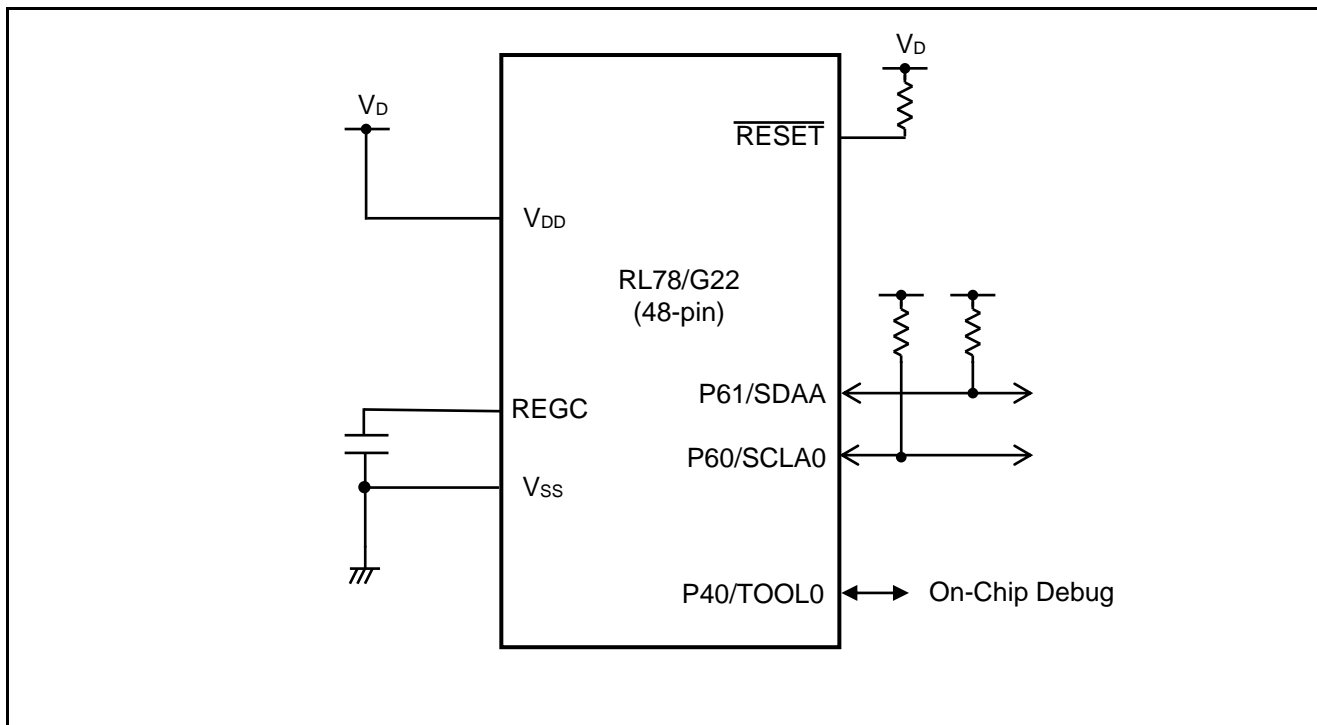 VD
VD
RESET
VDD
RL78/G22
(48-pin)
P61/SDAA
REGC
P60/SCLA0
VSS
P40/TOOL0
On-Chip Debug